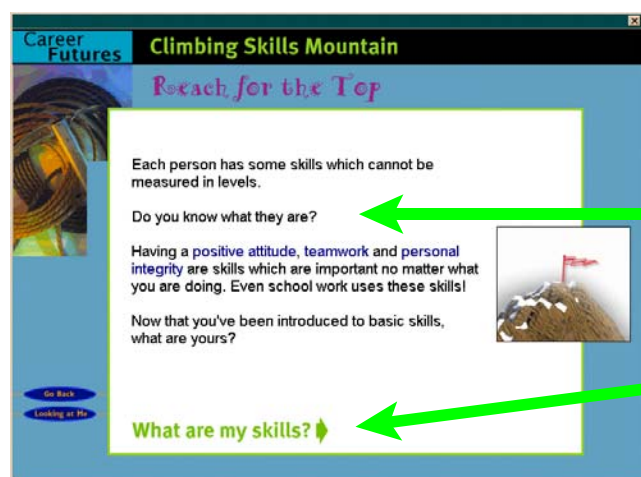 Career
Futures
Climbing Skills Mountain
Reach for the Top
Each person has some skills which cannot be
measured in levels.
Do you know what they are?
Having a positive attitude, teamwork and personal
integrity are skills which are important no matter what
you are doing. Even school work uses these skills!
Now that you've been introduced to basic skills,
what are yours?
Go Back
Looking at Me
What are my skills?